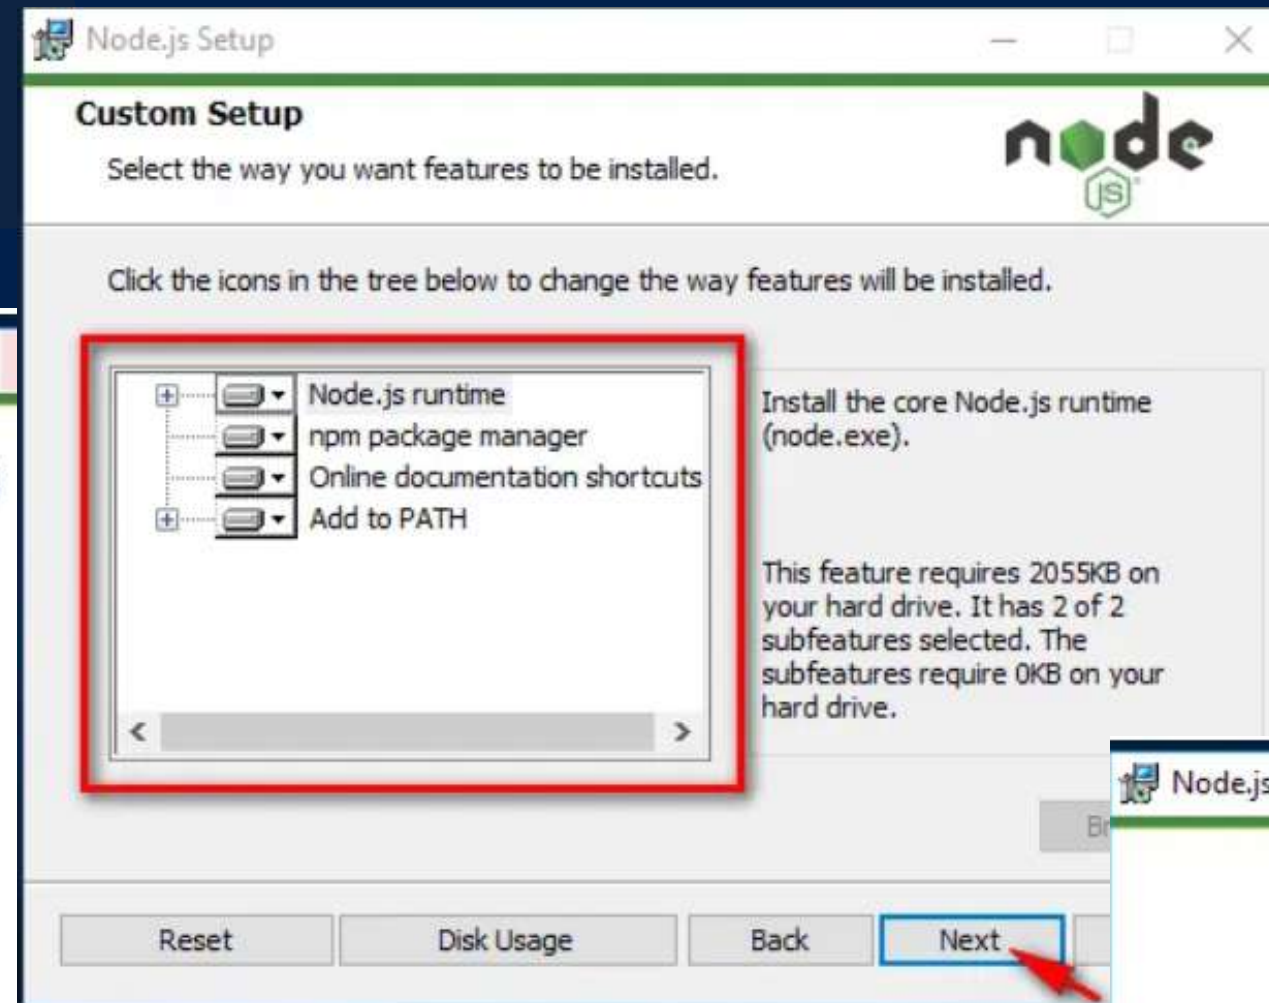 Node.js Setup
Custom Setup
Select the way you want features to be installed.
node
JS
Click the icons in the tree below to change the way features will be installed.
Node.js runtime
npm package manager
Online documentation shortcuts
Add to PATH
Install the core Node.js runtime
(node.exe).
This feature requires 2055KB on
your hard drive. It has 2 of 2
subfeatures selected. The
subfeatures require 0KB on your
hard drive.
Node.js
Reset
Disk Usage
Back
Next